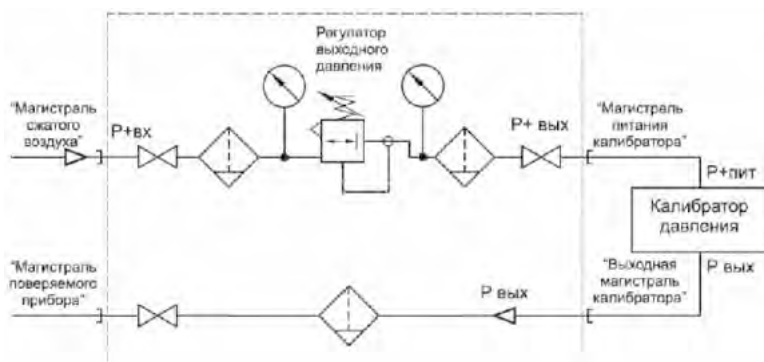 Регулятор
выходного
давления
"Магистраль
сжатого
воздуха"
Р+вх
Р+ вых
"Магистраль
питания
калибратора"
Р+пит
Калибратор
давления
"Магистраль
поверяемого
прибора"
Р вых
"Выходная
магистраль
калибратора"
Р вых